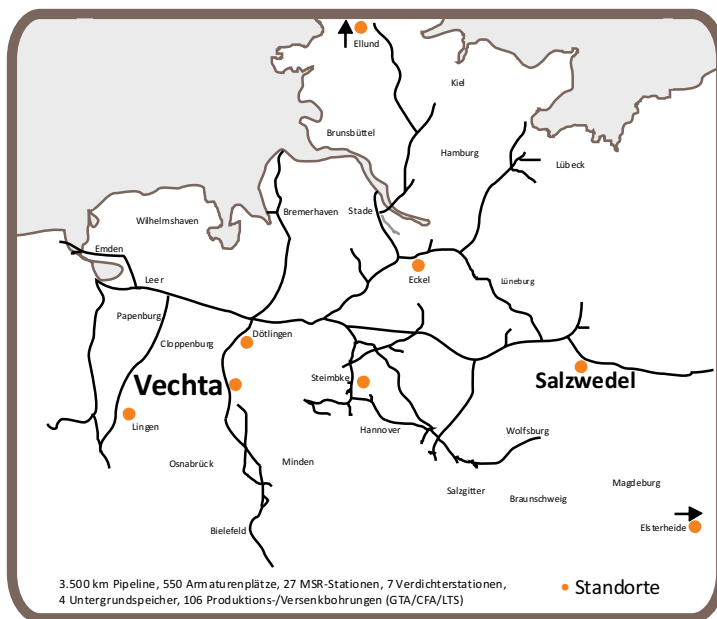 Ellund
Kiel
Brunsbüttel
Hamburg
Lübeck
Wilhelmshaven
Bremerhaven
Stade
Emden
Leer
Eckel
Lüneburg
Papenburg
Cloppenburg
Dötlingen
Vechta
Steimbke
Salzwedel
Lingen
Hannover
Wolfsburg
Osnabrück
Minden
Salzgitter
Braunschweig
Magdeburg
Bielefeld
Elsterheide
3.500 km Pipeline, 550 Armaturenplätze, 27 MSR-Stationen, 7 Verdichterstationen,
4 Untergrundspeicher, 106 Produktions-/Versenkbohrungen (GTA/CFA/LTS)
Standorte